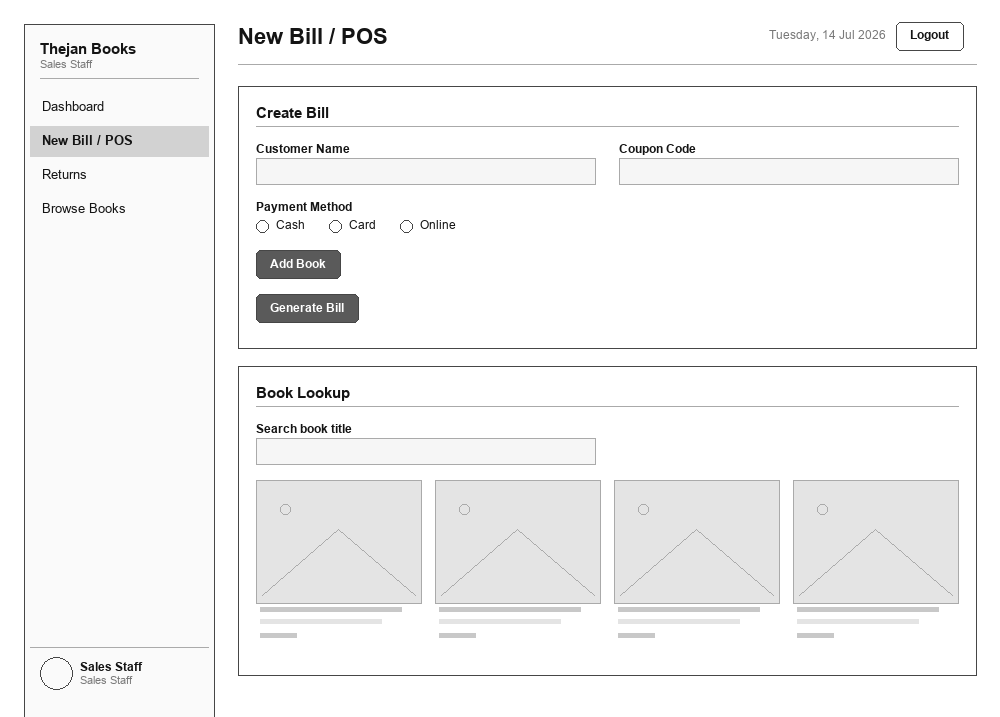 Thejan Books
Sales Staff
Dashboard
New Bill / POS
Returns
Browse Books
Sales Staff
Sales Staff
New Bill / POS
Tuesday, 14 Jul 2026
Logout
Create Bill
Customer Name
Coupon Code
Payment Method
Cash
Card
Online
Add Book
Generate Bill
Book Lookup
Search book title